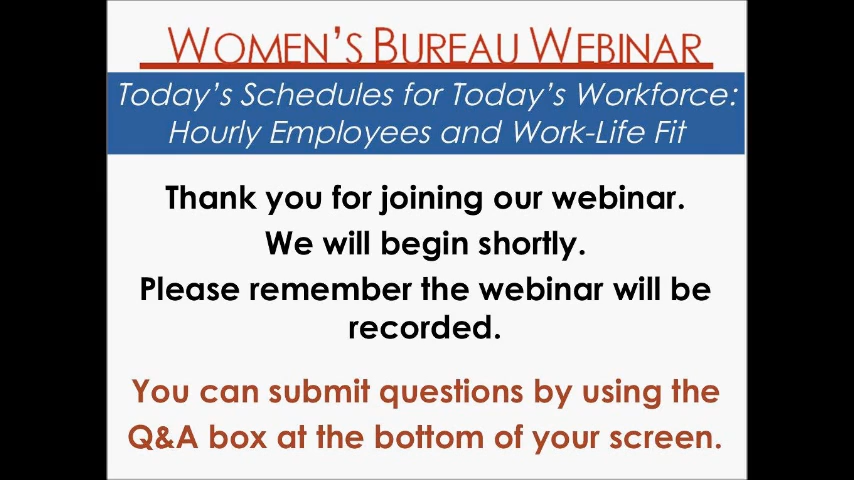 WOMEN'S BUREAU WEBINAR
Today's Schedules for Today's Workforce:
Hourly Employees and Work-Life Fit
Thank you for joining our webinar.
We will begin shortly.
Please remember the webinar will be
recorded.
You can submit questions by using the
Q&A box at the bottom of your screen.